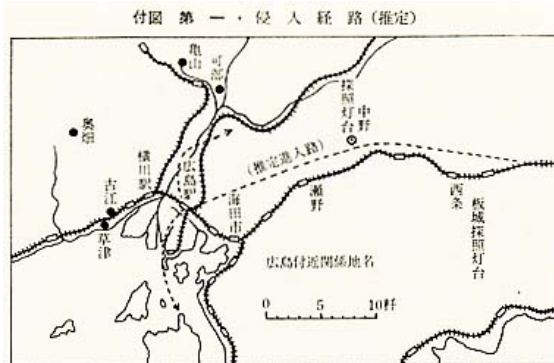 付図 第一・侵入経路(推定)
亀山
可部
奥畑
横川駅
広島駅
古江
草津
海田市
(推定進入路)
中野
探照灯台
瀬野
西条
板城探照灯台
広島付近関係地名
0 5 10粁